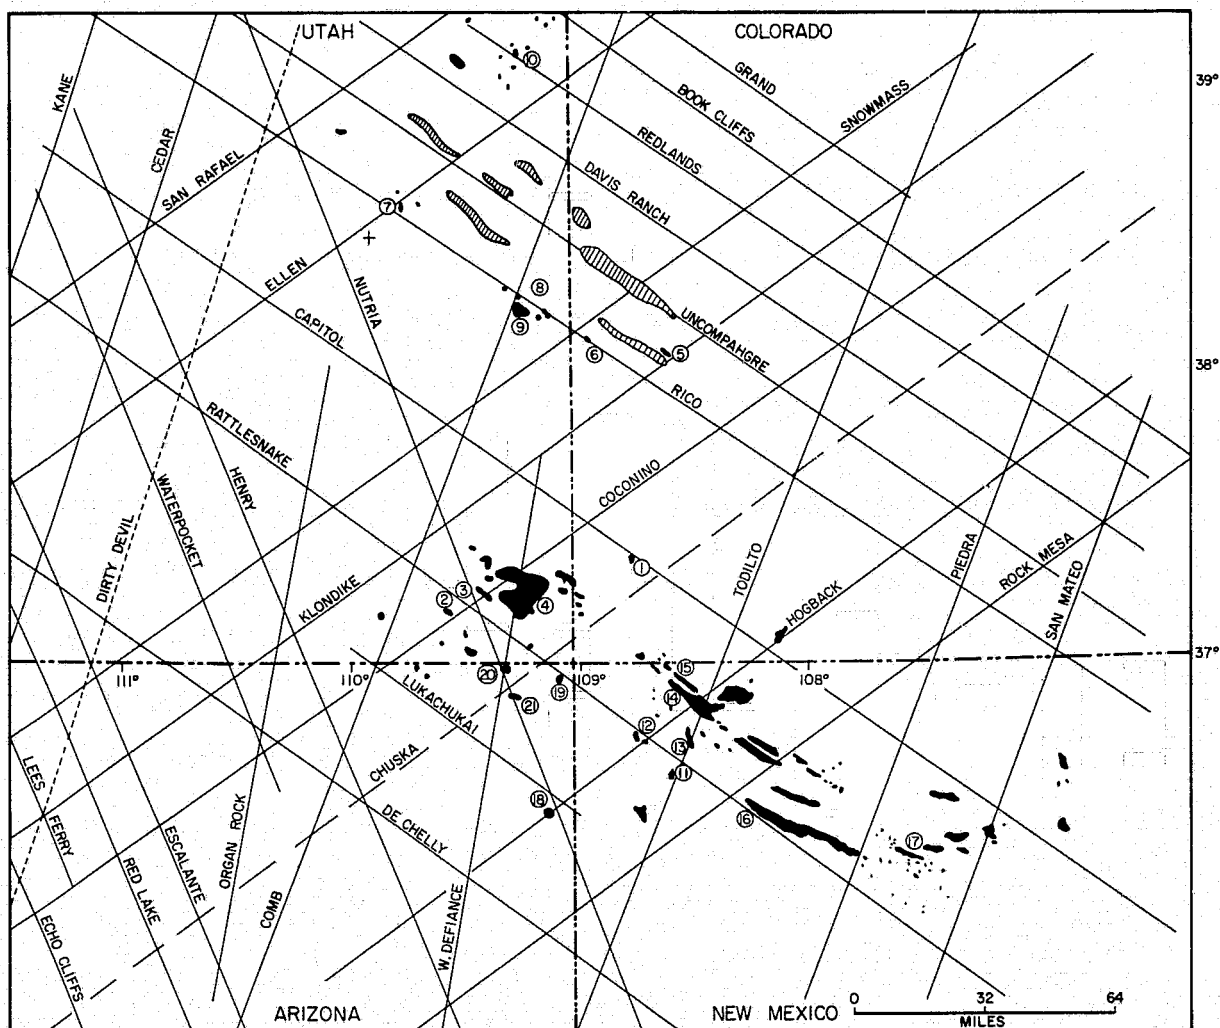 UTAH
COLORADO
⑩
GRAND
39°
KANE
BOOK CLIFFS
SNOWMASS
CEDAR
REDLANDS
SAN RAFAEL
DAVIS RANCH
⑦
ELLEN
NUTRIA
⑧
CAPITOL
⑨
⑥
⑤
UNCOMPAHGRE
38°
RICO
RATTLESNAKE
HENRY
WATERPOCKET
COCONINO
DIRTY DEVIL
①
TODILTO
PIEDRA
ROCK MESA
KLONDIKE
②
③
④
HOGBACK
SAN MATEO
37°
111°
110°
⑳
⑲
109°
⑮
108°
LUKACHUKAI
㉑
⑭
⑫
CHUSKA
⑬
⑪
LEES
FERRY
⑱
DE CHELLY
⑯
⑰
ESCALANTE
ORGAN ROCK
RED LAKE
COMB
W. DEFIANCE
ECHO CLIFFS
ARIZONA
NEW MEXICO
0 32 64
MILES